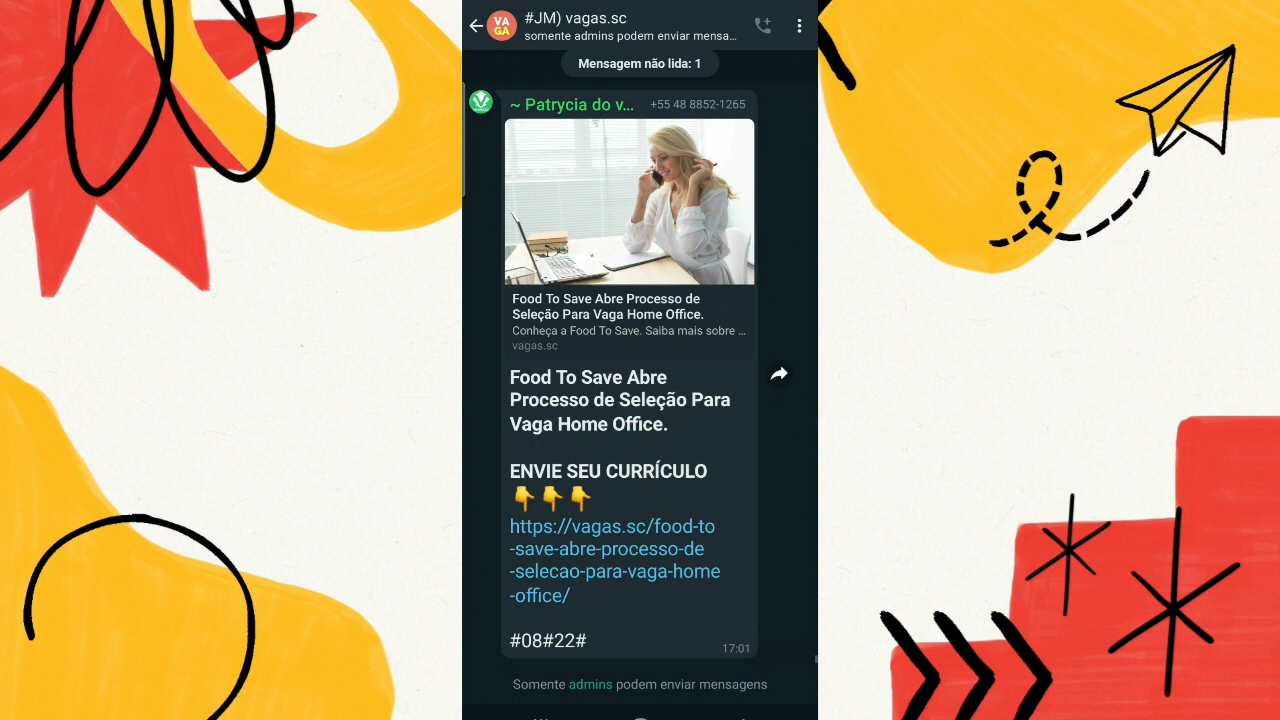 #JM) vagas.sc
VA
GA
somente admins podem enviar mensa...
Mensagem não lida: 1
~ Patrycia do v... +55 48 8852-1265
Food To Save Abre Processo de
Seleção Para Vaga Home Office.
Conheça a Food To Save. Saiba mais sobre ...
vagas.sc
Food To Save Abre
Processo de Seleção Para
Vaga Home Office.
ENVIE SEU CURRÍCULO
👇👇👇
https://vagas.sc/food-to
-save-abre-processo-de
-selecao-para-vaga-home
-office/
#08#22#
17:01
Somente admins podem enviar mensagens